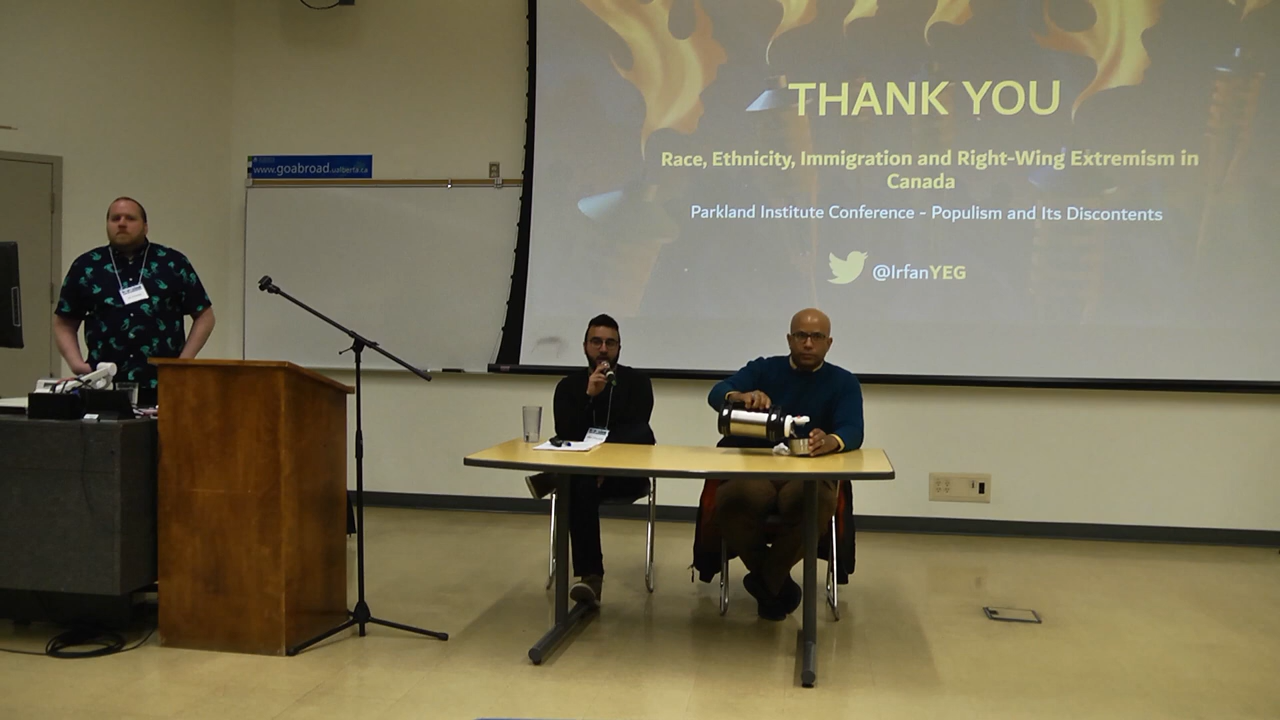 THANK YOU
Race, Ethnicity, Immigration and Right-Wing Extremism in
Canada
Parkland Institute Conference - Populism and Its Discontents
@IrfanYEG
www.goabroad.ualberta.ca